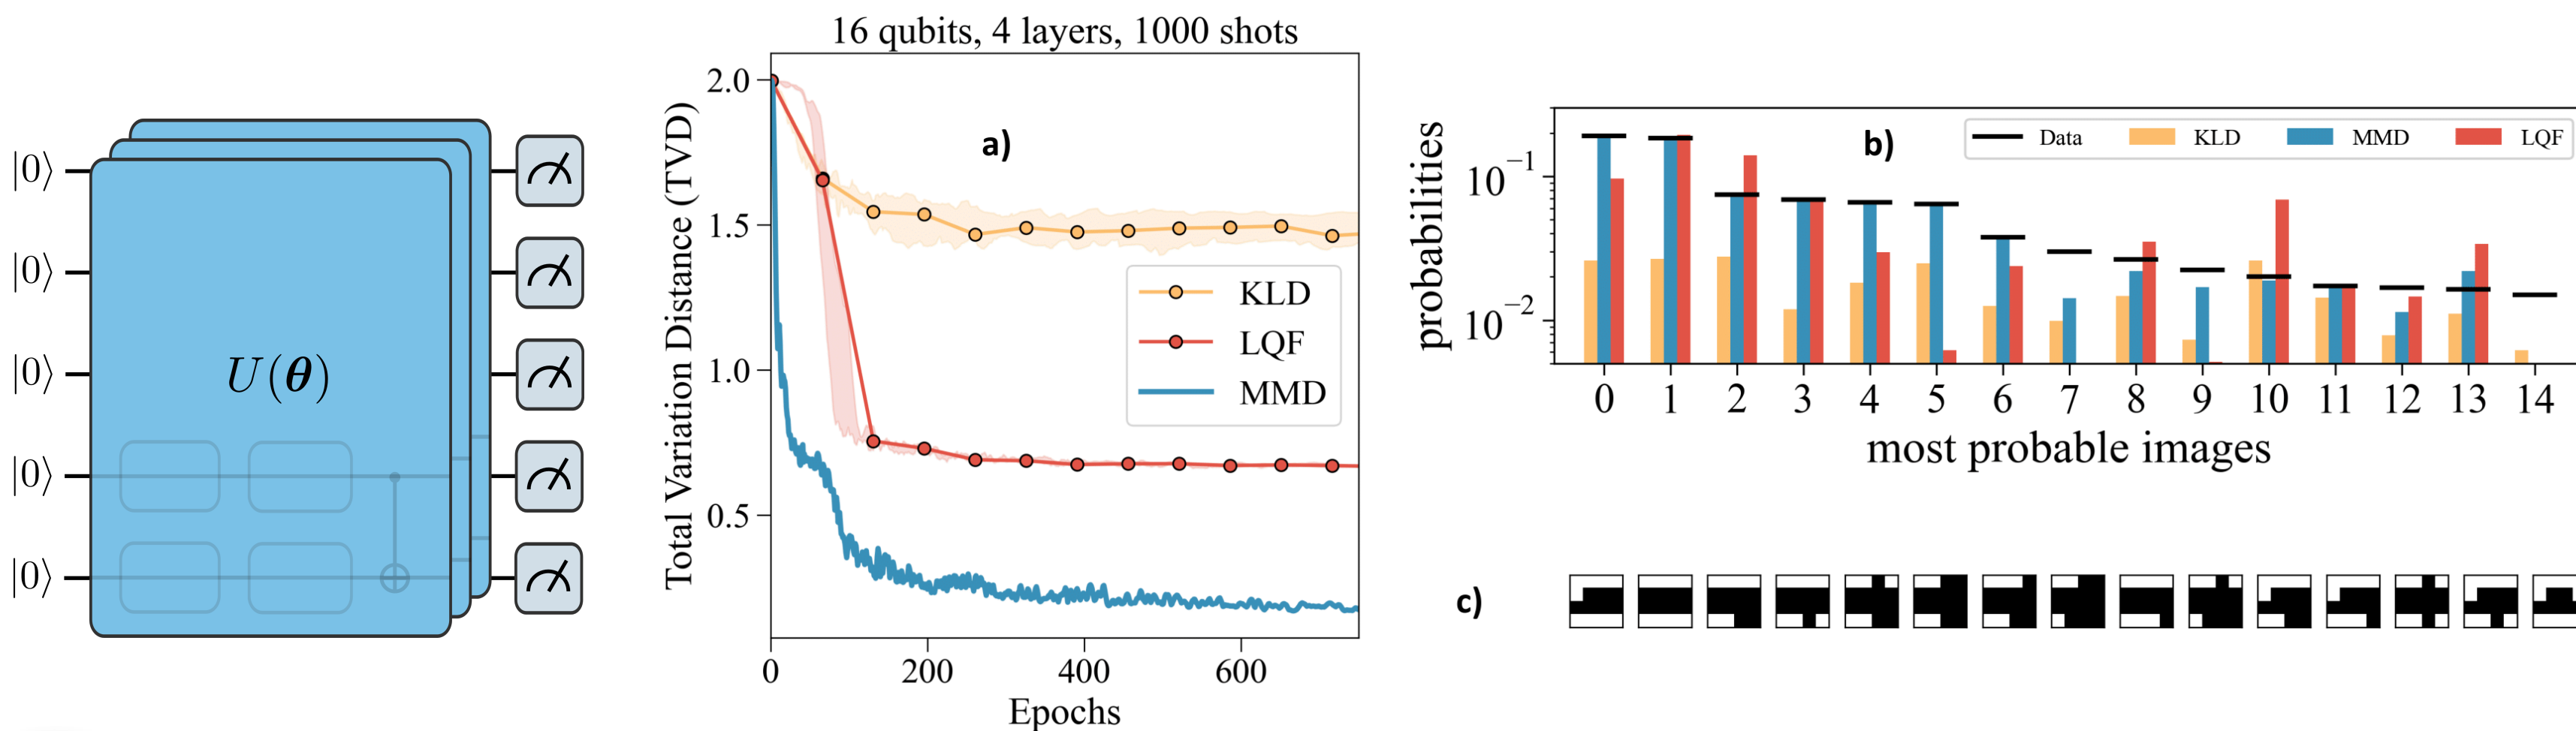 |0⟩
|0⟩
|0⟩
|0⟩
|0⟩
U(θ)
16 qubits, 4 layers, 1000 shots
Total Variation Distance (TVD)
2.0
1.5
1.0
0.5
a)
KLD
LQF
MMD
0 200 400 600
Epochs
probabilities
10⁻¹
10⁻²
b)
Data KLD MMD LQF
0 1 2 3 4 5 6 7 8 9 10 11 12 13 14
most probable images
c)